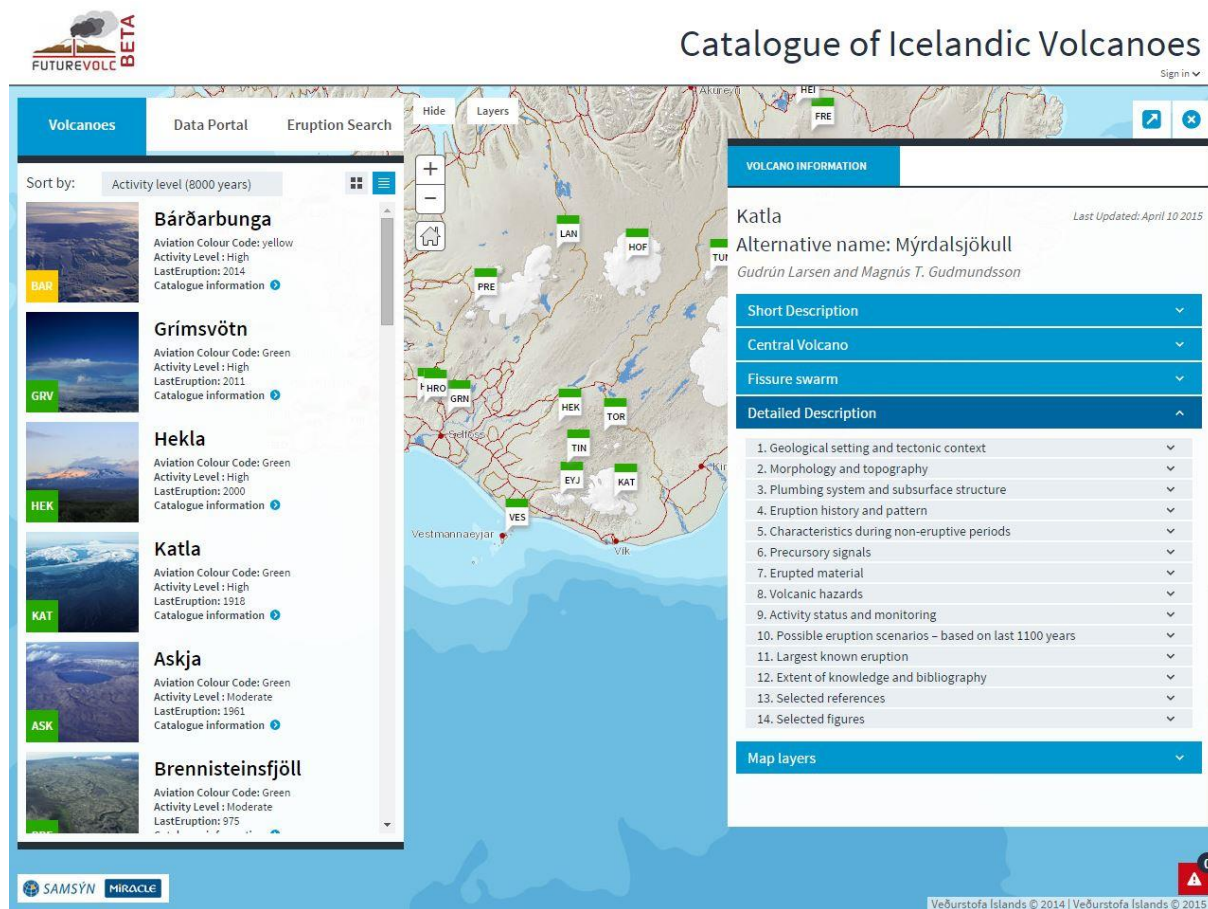 FUTUREVOLC
BETA
Catalogue of Icelandic Volcanoes
Sign in
Volcanoes
Data Portal
Eruption Search
Sort by:
Activity level (8000 years)
BAR
Bárðarbunga
Aviation Colour Code: yellow
Activity Level : High
LastEruption: 2014
Catalogue information
GRV
Grímsvötn
Aviation Colour Code: Green
Activity Level : High
LastEruption: 2011
Catalogue information
HEK
Hekla
Aviation Colour Code: Green
Activity Level : High
LastEruption: 2000
Catalogue information
KAT
Katla
Aviation Colour Code: Green
Activity Level : High
LastEruption: 1918
Catalogue information
ASK
Askja
Aviation Colour Code: Green
Activity Level : Moderate
LastEruption: 1961
Catalogue information
Brennisteinsfjöll
Aviation Colour Code: Green
Activity Level : Moderate
LastEruption: 975
SAMSÝN
MIRACLE
Hide
Layers
+
−
HEI
FRE
LAN
HOF
PRE
HRO
GRN
HEK
TOR
Selfoss
TIN
EYJ
KAT
VES
Vestmannaeyjar
Vík
VOLCANO INFORMATION
Katla
Last Updated: April 10 2015
Alternative name: Mýrdalsjökull
Gudrún Larsen and Magnús T. Gudmundsson
Short Description
Central Volcano
Fissure swarm
Detailed Description
1. Geological setting and tectonic context
2. Morphology and topography
3. Plumbing system and subsurface structure
4. Eruption history and pattern
5. Characteristics during non-eruptive periods
6. Precursory signals
7. Erupted material
8. Volcanic hazards
9. Activity status and monitoring
10. Possible eruption scenarios – based on last 1100 years
11. Largest known eruption
12. Extent of knowledge and bibliography
13. Selected references
14. Selected figures
Map layers
Veðurstofa Íslands © 2014 | Veðurstofa Íslands © 2015